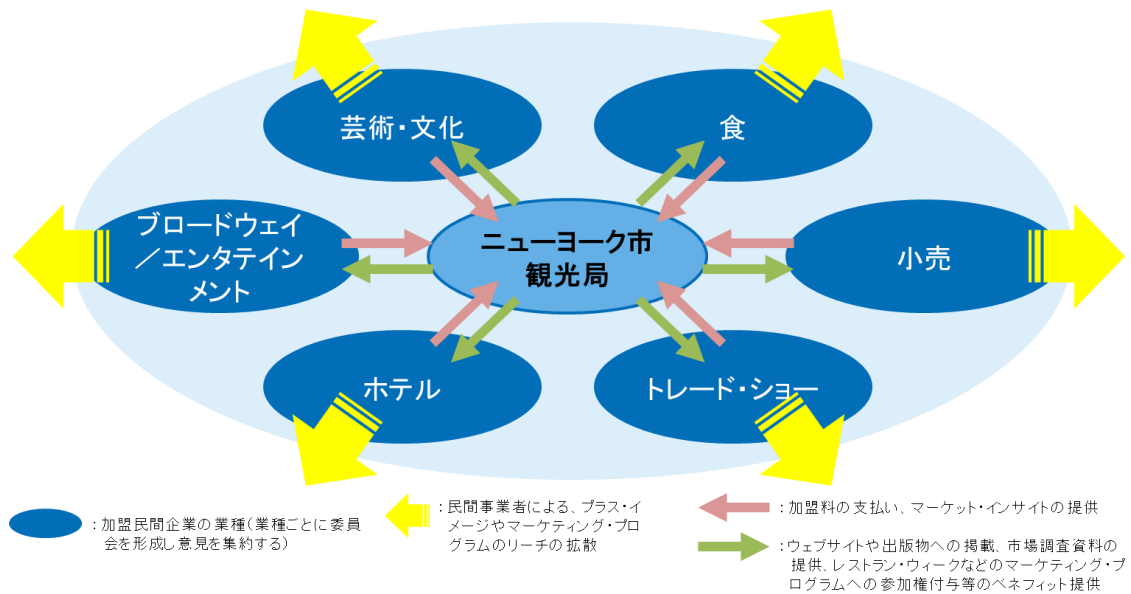 芸術・文化
食
ブロードウェイ
／エンタテイン
メント
ニューヨーク市
観光局
小売
ホテル
トレード・ショー
：加盟民間企業の業種（業種ごとに委員
会を形成し意見を集約する）
：民間事業者による、プラス・イ
メージやマーケティング・プロ
グラムのリーチの拡散
：加盟料の支払い、マーケット・インサイトの提供
：ウェブサイトや出版物への掲載、市場調査資料の
提供、レストラン・ウィークなどのマーケティング・プ
ログラムへの参加権付与等のベネフィット提供